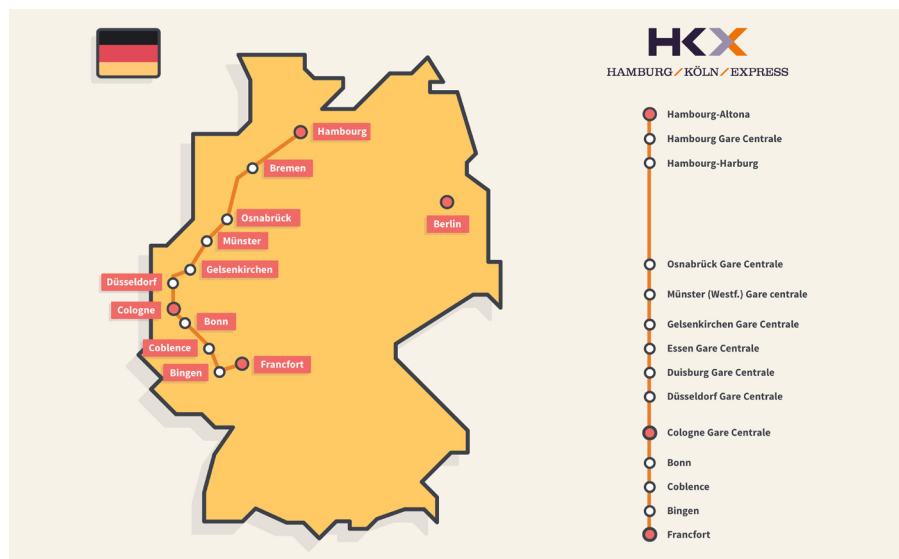 HKX
HAMBURG/KÖLN/EXPRESS
Hambourg
Bremen
Osnabrück
Münster
Gelsenkirchen
Düsseldorf
Cologne
Bonn
Coblence
Bingen
Francfort
Berlin
Hambourg-Altona
Hambourg Gare Centrale
Hambourg-Harburg
Osnabrück Gare Centrale
Münster (Westf.) Gare centrale
Gelsenkirchen Gare Centrale
Essen Gare Centrale
Duisburg Gare Centrale
Düsseldorf Gare Centrale
Cologne Gare Centrale
Bonn
Coblence
Bingen
Francfort